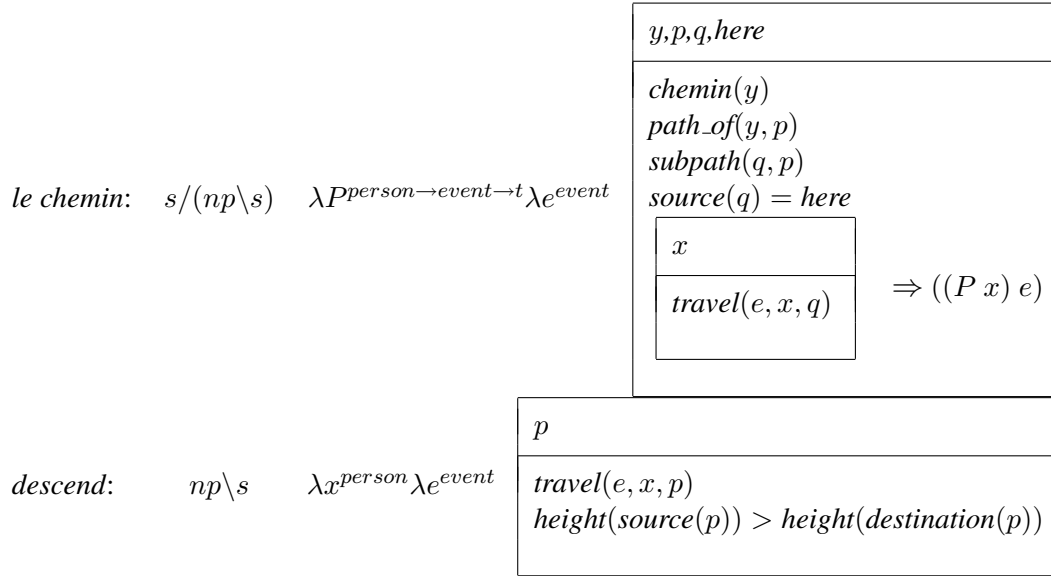 y,p,q,here
chemin(y)
path_of(y, p)
subpath(q, p)
le chemin: s/(np\s) λP^{person→event→t}λe^{event} source(q) = here
x
travel(e, x, q) ⇒ ((P x) e)
p
descend: np\s λx^{person}λe^{event} travel(e, x, p)
height(source(p)) > height(destination(p))